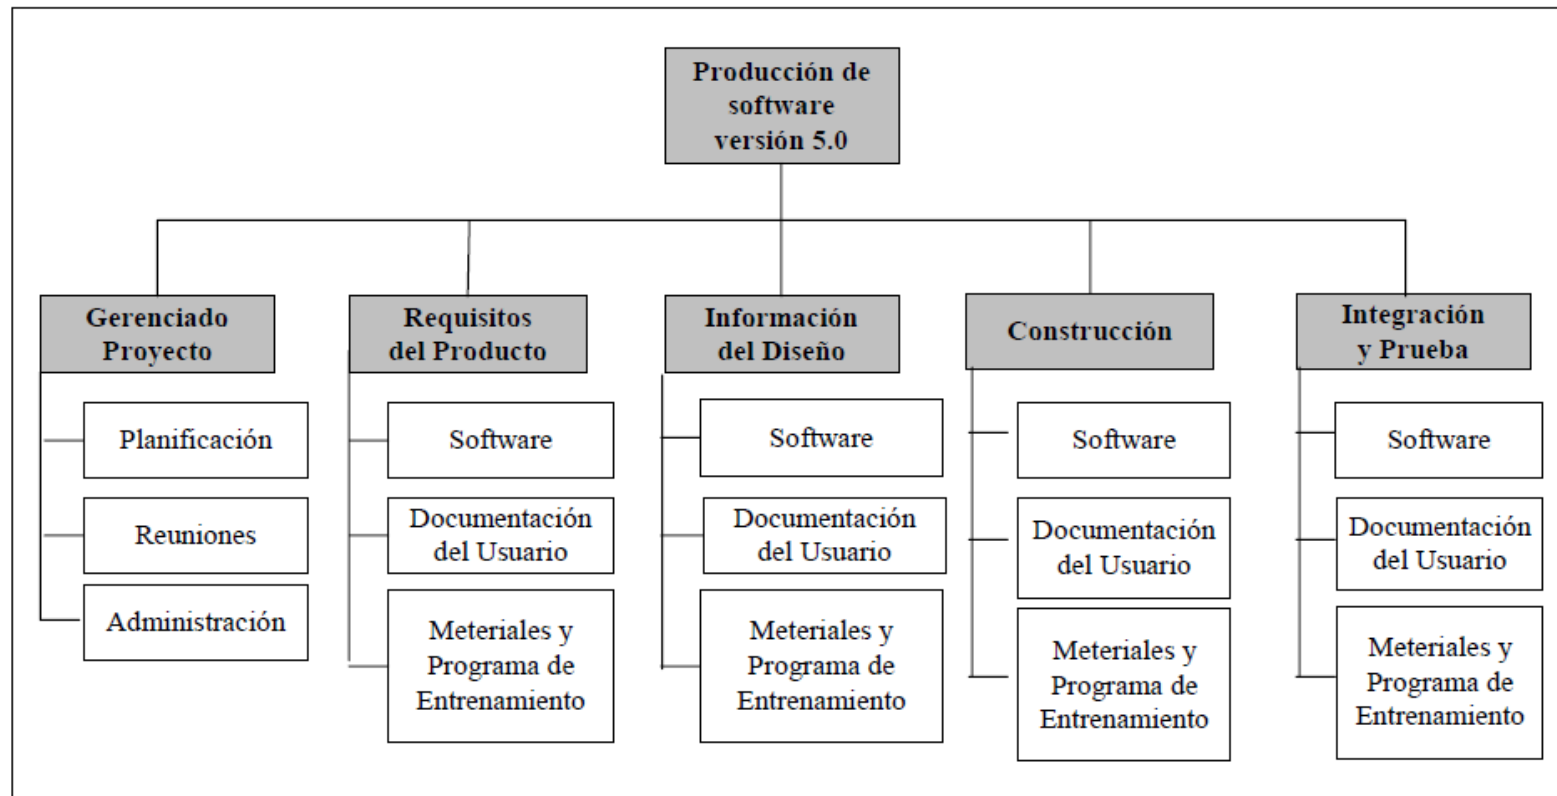 Producción de
software
versión 5.0
Gerenciado
Proyecto
Planificación
Reuniones
Administración
Requisitos
del Producto
Software
Documentación
del Usuario
Meteriales y
Programa de
Entrenamiento
Información
del Diseño
Software
Documentación
del Usuario
Meteriales y
Programa de
Entrenamiento
Construcción
Software
Documentación
del Usuario
Meteriales y
Programa de
Entrenamiento
Integración
y Prueba
Software
Documentación
del Usuario
Meteriales y
Programa de
Entrenamiento